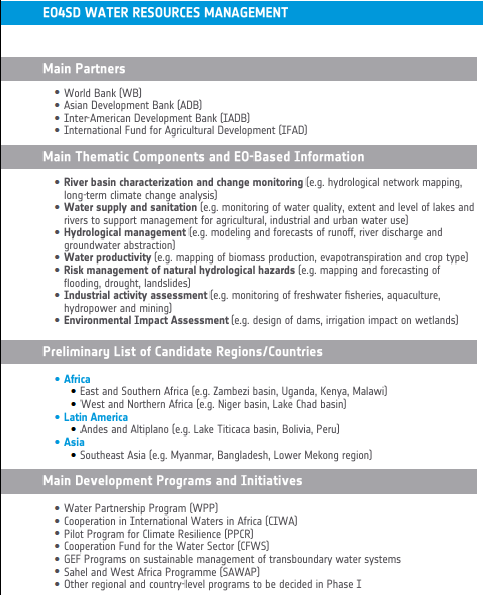 EO4SD WATER RESOURCES MANAGEMENT
Main Partners
• World Bank (WB)
• Asian Development Bank (ADB)
• Inter-American Development Bank (IADB)
• International Fund for Agricultural Development (IFAD)
Main Thematic Components and EO-Based Information
• River basin characterization and change monitoring (e.g. hydrological network mapping,
long-term climate change analysis)
• Water supply and sanitation (e.g. monitoring of water quality, extent and level of lakes and
rivers to support management for agricultural, industrial and urban water use)
• Hydrological management (e.g. modeling and forecasts of runoff, river discharge and
groundwater abstraction)
• Water productivity (e.g. mapping of biomass production, evapotranspiration and crop type)
• Risk management of natural hydrological hazards (e.g. mapping and forecasting of
flooding, drought, landslides)
• Industrial activity assessment (e.g. monitoring of freshwater fisheries, aquaculture,
hydropower and mining)
• Environmental Impact Assessment (e.g. design of dams, irrigation impact on wetlands)
Preliminary List of Candidate Regions/Countries
• Africa
• East and Southern Africa (e.g. Zambezi basin, Uganda, Kenya, Malawi)
• West and Northern Africa (e.g. Niger basin, Lake Chad basin)
• Latin America
• Andes and Altiplano (e.g. Lake Titicaca basin, Bolivia, Peru)
• Asia
• Southeast Asia (e.g. Myanmar, Bangladesh, Lower Mekong region)
Main Development Programs and Initiatives
• Water Partnership Program (WPP)
• Cooperation in International Waters in Africa (CIWA)
• Pilot Program for Climate Resilience (PPCR)
• Cooperation Fund for the Water Sector (CFWS)
• GEF Programs on sustainable management of transboundary water systems
• Sahel and West Africa Programme (SAWAP)
• Other regional and country-level programs to be decided in Phase I